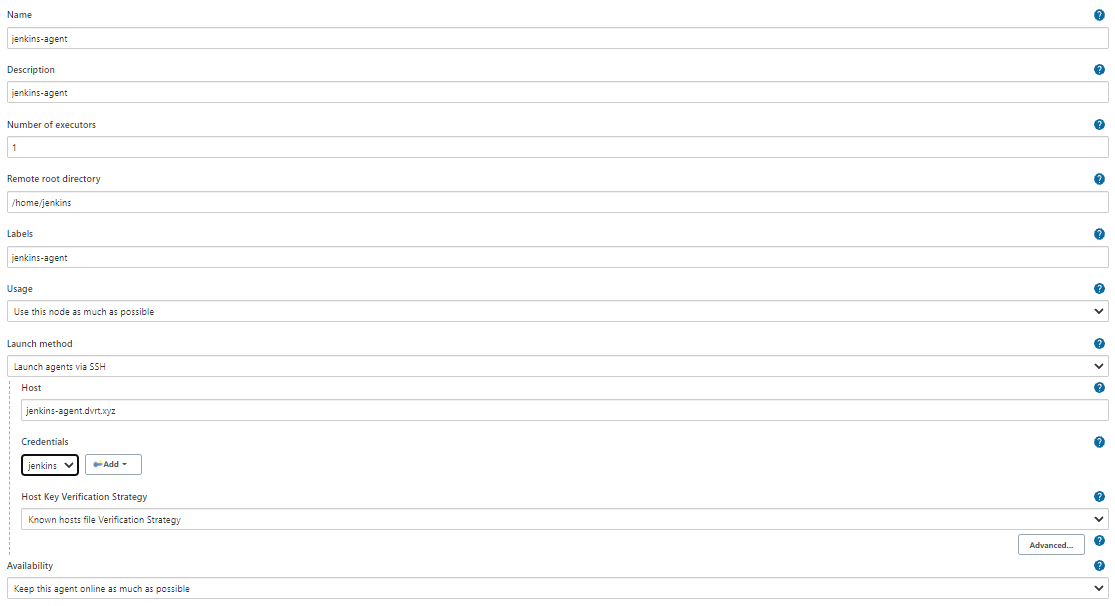 Name
jenkins-agent
Description
jenkins-agent
Number of executors
1
Remote root directory
/home/jenkins
Labels
jenkins-agent
Usage
Use this node as much as possible
Launch method
Launch agents via SSH
Host
jenkins-agent.dvrt.xyz
Credentials
jenkins Add
Host Key Verification Strategy
Known hosts file Verification Strategy
Advanced...
Availability
Keep this agent online as much as possible